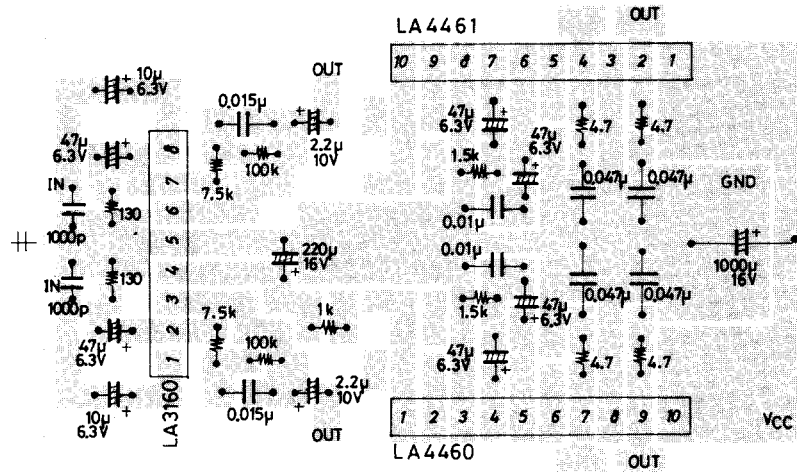 LA4461
OUT
10 9 8 7 6 5 4 3 2 1
10µ
6.3V
OUT
0,015µ
47µ
6.3V
2.2µ
10V
100k
7.5k
47µ
6.3V
8 7 6 5 4 3 2 1
LA3160
IN
1000p
130
IN
1000p
130
220µ
16V
47µ
6.3V
47µ
6.3V
1.5k
0.01µ
4.7
4.7
0,047µ
0,047µ
GND
1000µ
16V
0.01µ
1.5k
47µ
6.3V
0,047µ
0,047µ
7.5k
1k
100k
47µ
6.3V
4.7
4.7
10µ
6.3V
0,015µ
2.2µ
10V
OUT
1 2 3 4 5 6 7 8 9 10
VCC
LA4460
OUT